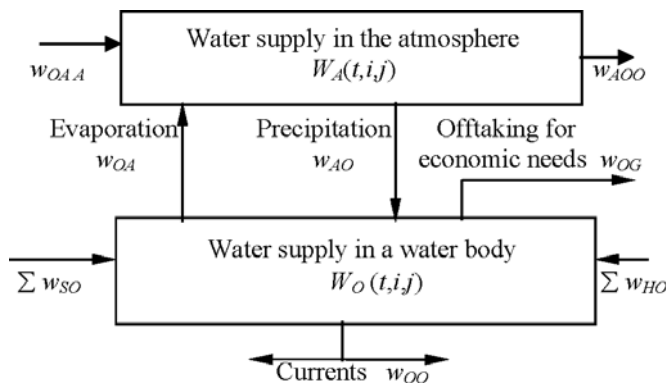 Water supply in the atmosphere
W_A(t,i,j)
w_OAA
w_AOO
Evaporation
w_OA
Precipitation
w_AO
Offtaking for
economic needs w_OG
Water supply in a water body
W_O (t,i,j)
∑ w_SO
∑ w_HO
Currents w_OO